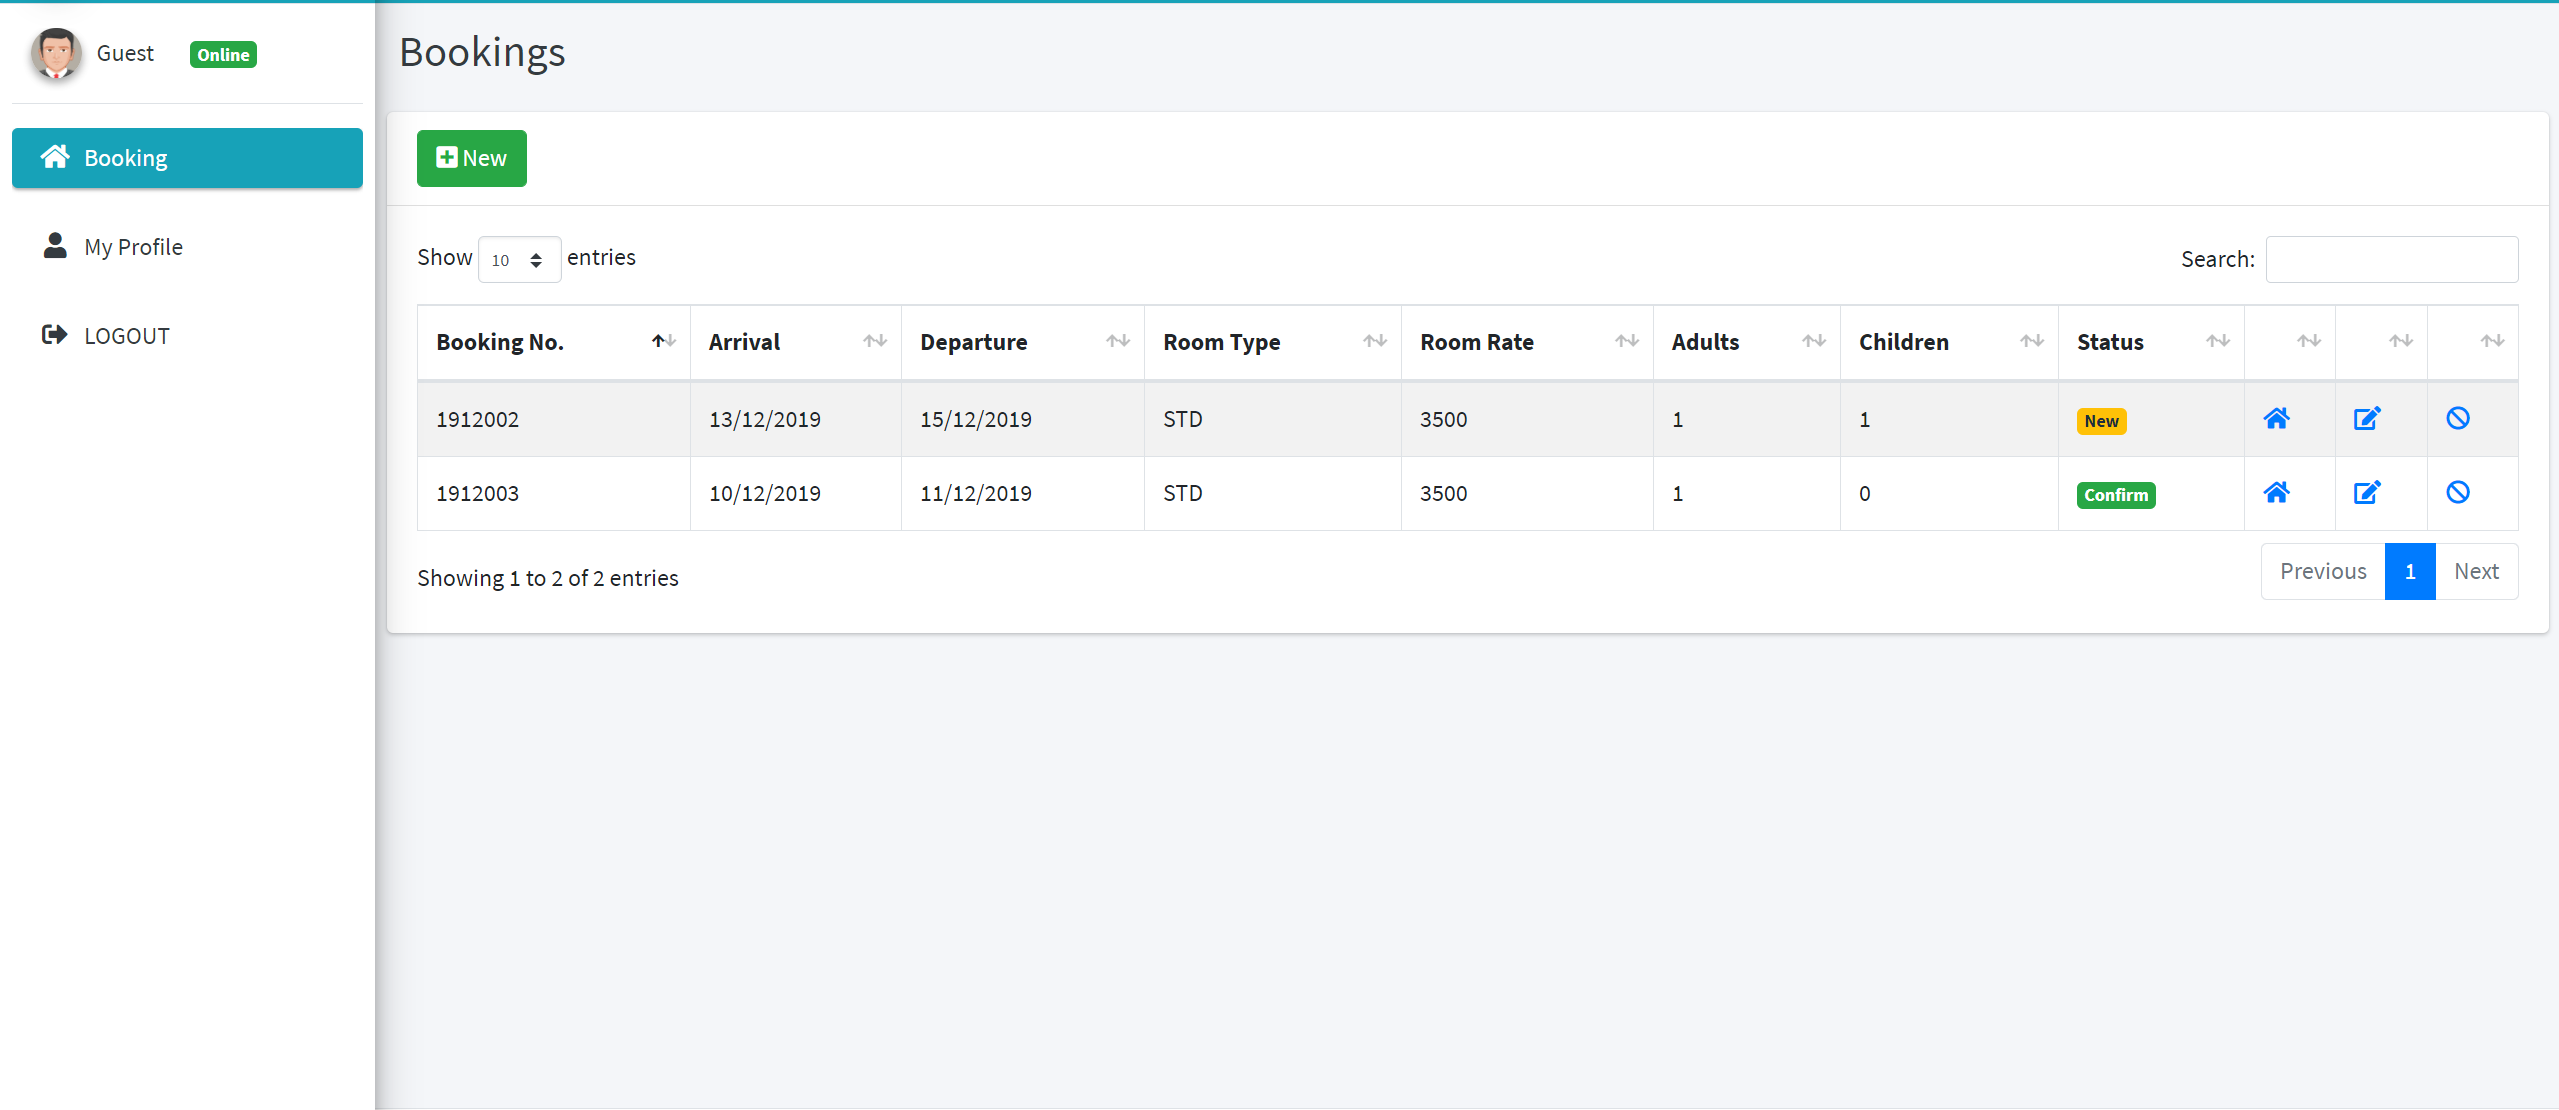 Guest Online
Booking
My Profile
LOGOUT
Bookings
New
Show 10 entries
Search:
Booking No. Arrival Departure Room Type Room Rate Adults Children Status
1912002 13/12/2019 15/12/2019 STD 3500 1 1 New
1912003 10/12/2019 11/12/2019 STD 3500 1 0 Confirm
Showing 1 to 2 of 2 entries
Previous 1 Next